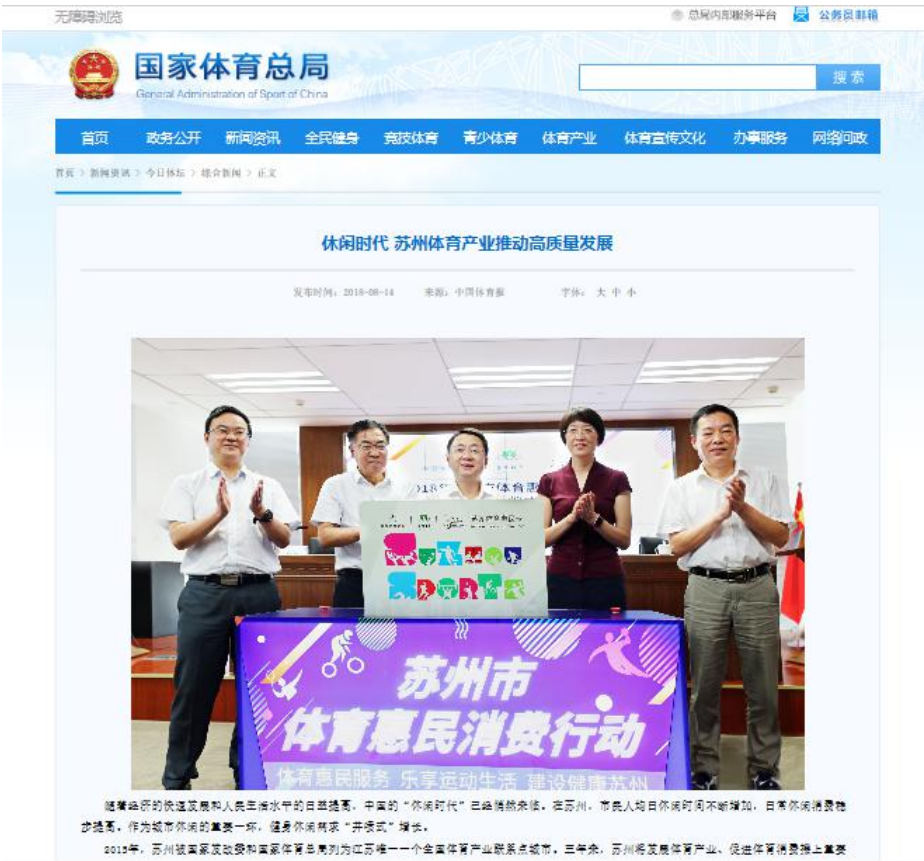 无障碍浏览
总局内部服务平台 公务员邮箱
国家体育总局
General Administration of Sport of China
搜索
首页 政务公开 新闻资讯 全民健身 竞技体育 青少体育 体育产业 体育宣传文化 办事服务 网络问政
首页 > 新闻资讯 > 今日体坛 > 综合新闻 > 正文
休闲时代 苏州体育产业推动高质量发展
发布时间：2018-08-14 来源：中国体育报 字体： 大 中 小
SUZHOU
SPORTS
苏州市
体育惠民消费行动
体育惠民服务 乐享运动生活 建设健康苏州
随着经济的快速发展和人民生活水平的日益提高，中国的“休闲时代”已经悄然来临。在苏州，市民人均日休闲时间不断增加，日常休闲消费稳
步提高。作为城市休闲的重要一环，健身休闲需求“井喷式”增长。
2015年，苏州被国家发改委和国家体育总局列为江苏唯一一个全国体育产业联系点城市。三年来，苏州将发展体育产业、促进体育消费摆上重要